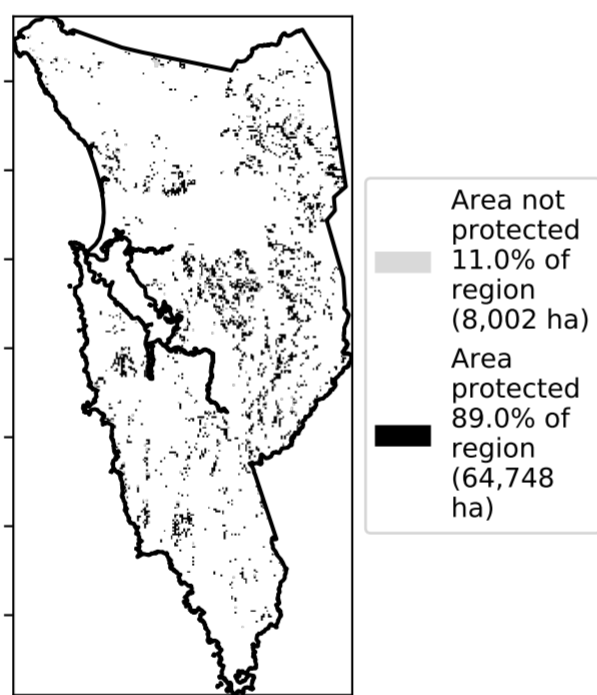 Area not
protected
11.0% of
region
(8,002 ha)
Area
protected
89.0% of
region
(64,748
ha)